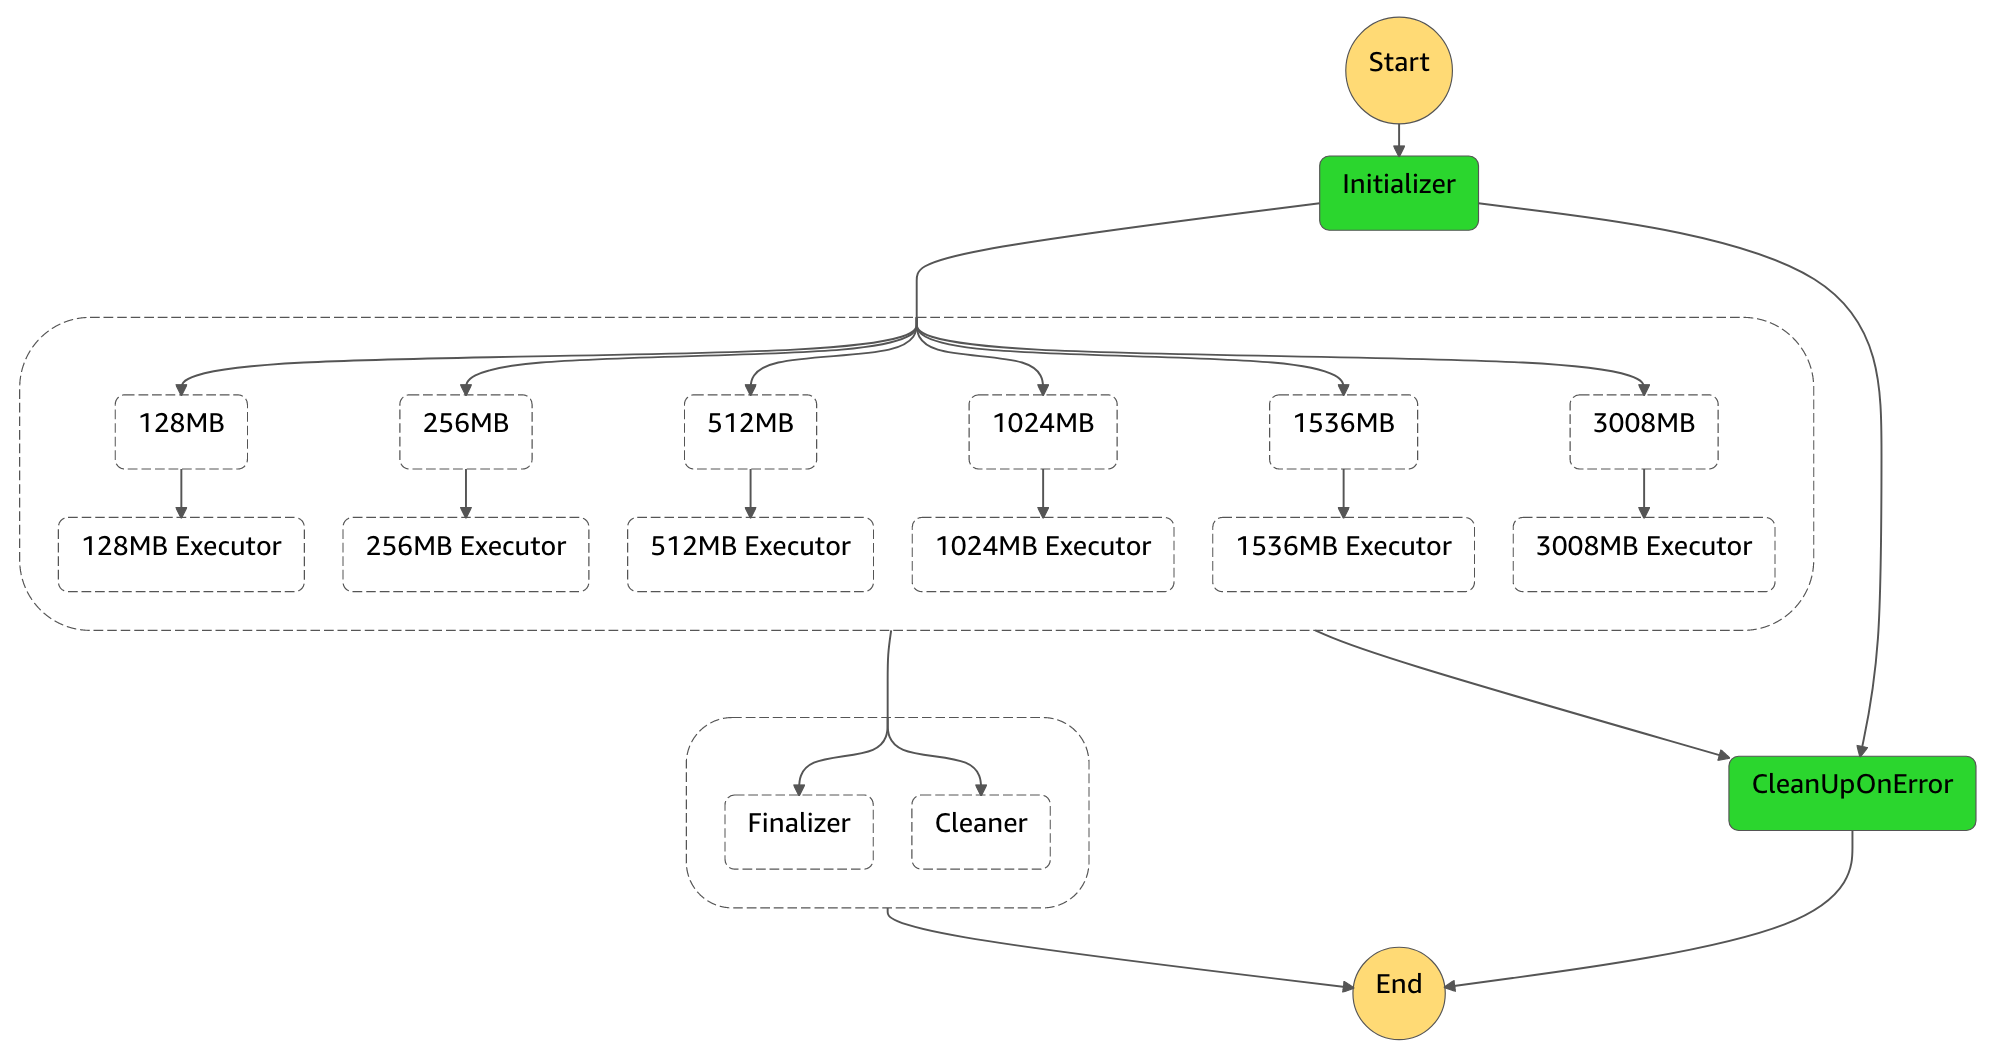 Start
Initializer
128MB
256MB
512MB
1024MB
1536MB
3008MB
128MB Executor
256MB Executor
512MB Executor
1024MB Executor
1536MB Executor
3008MB Executor
CleanUpOnError
Finalizer
Cleaner
End